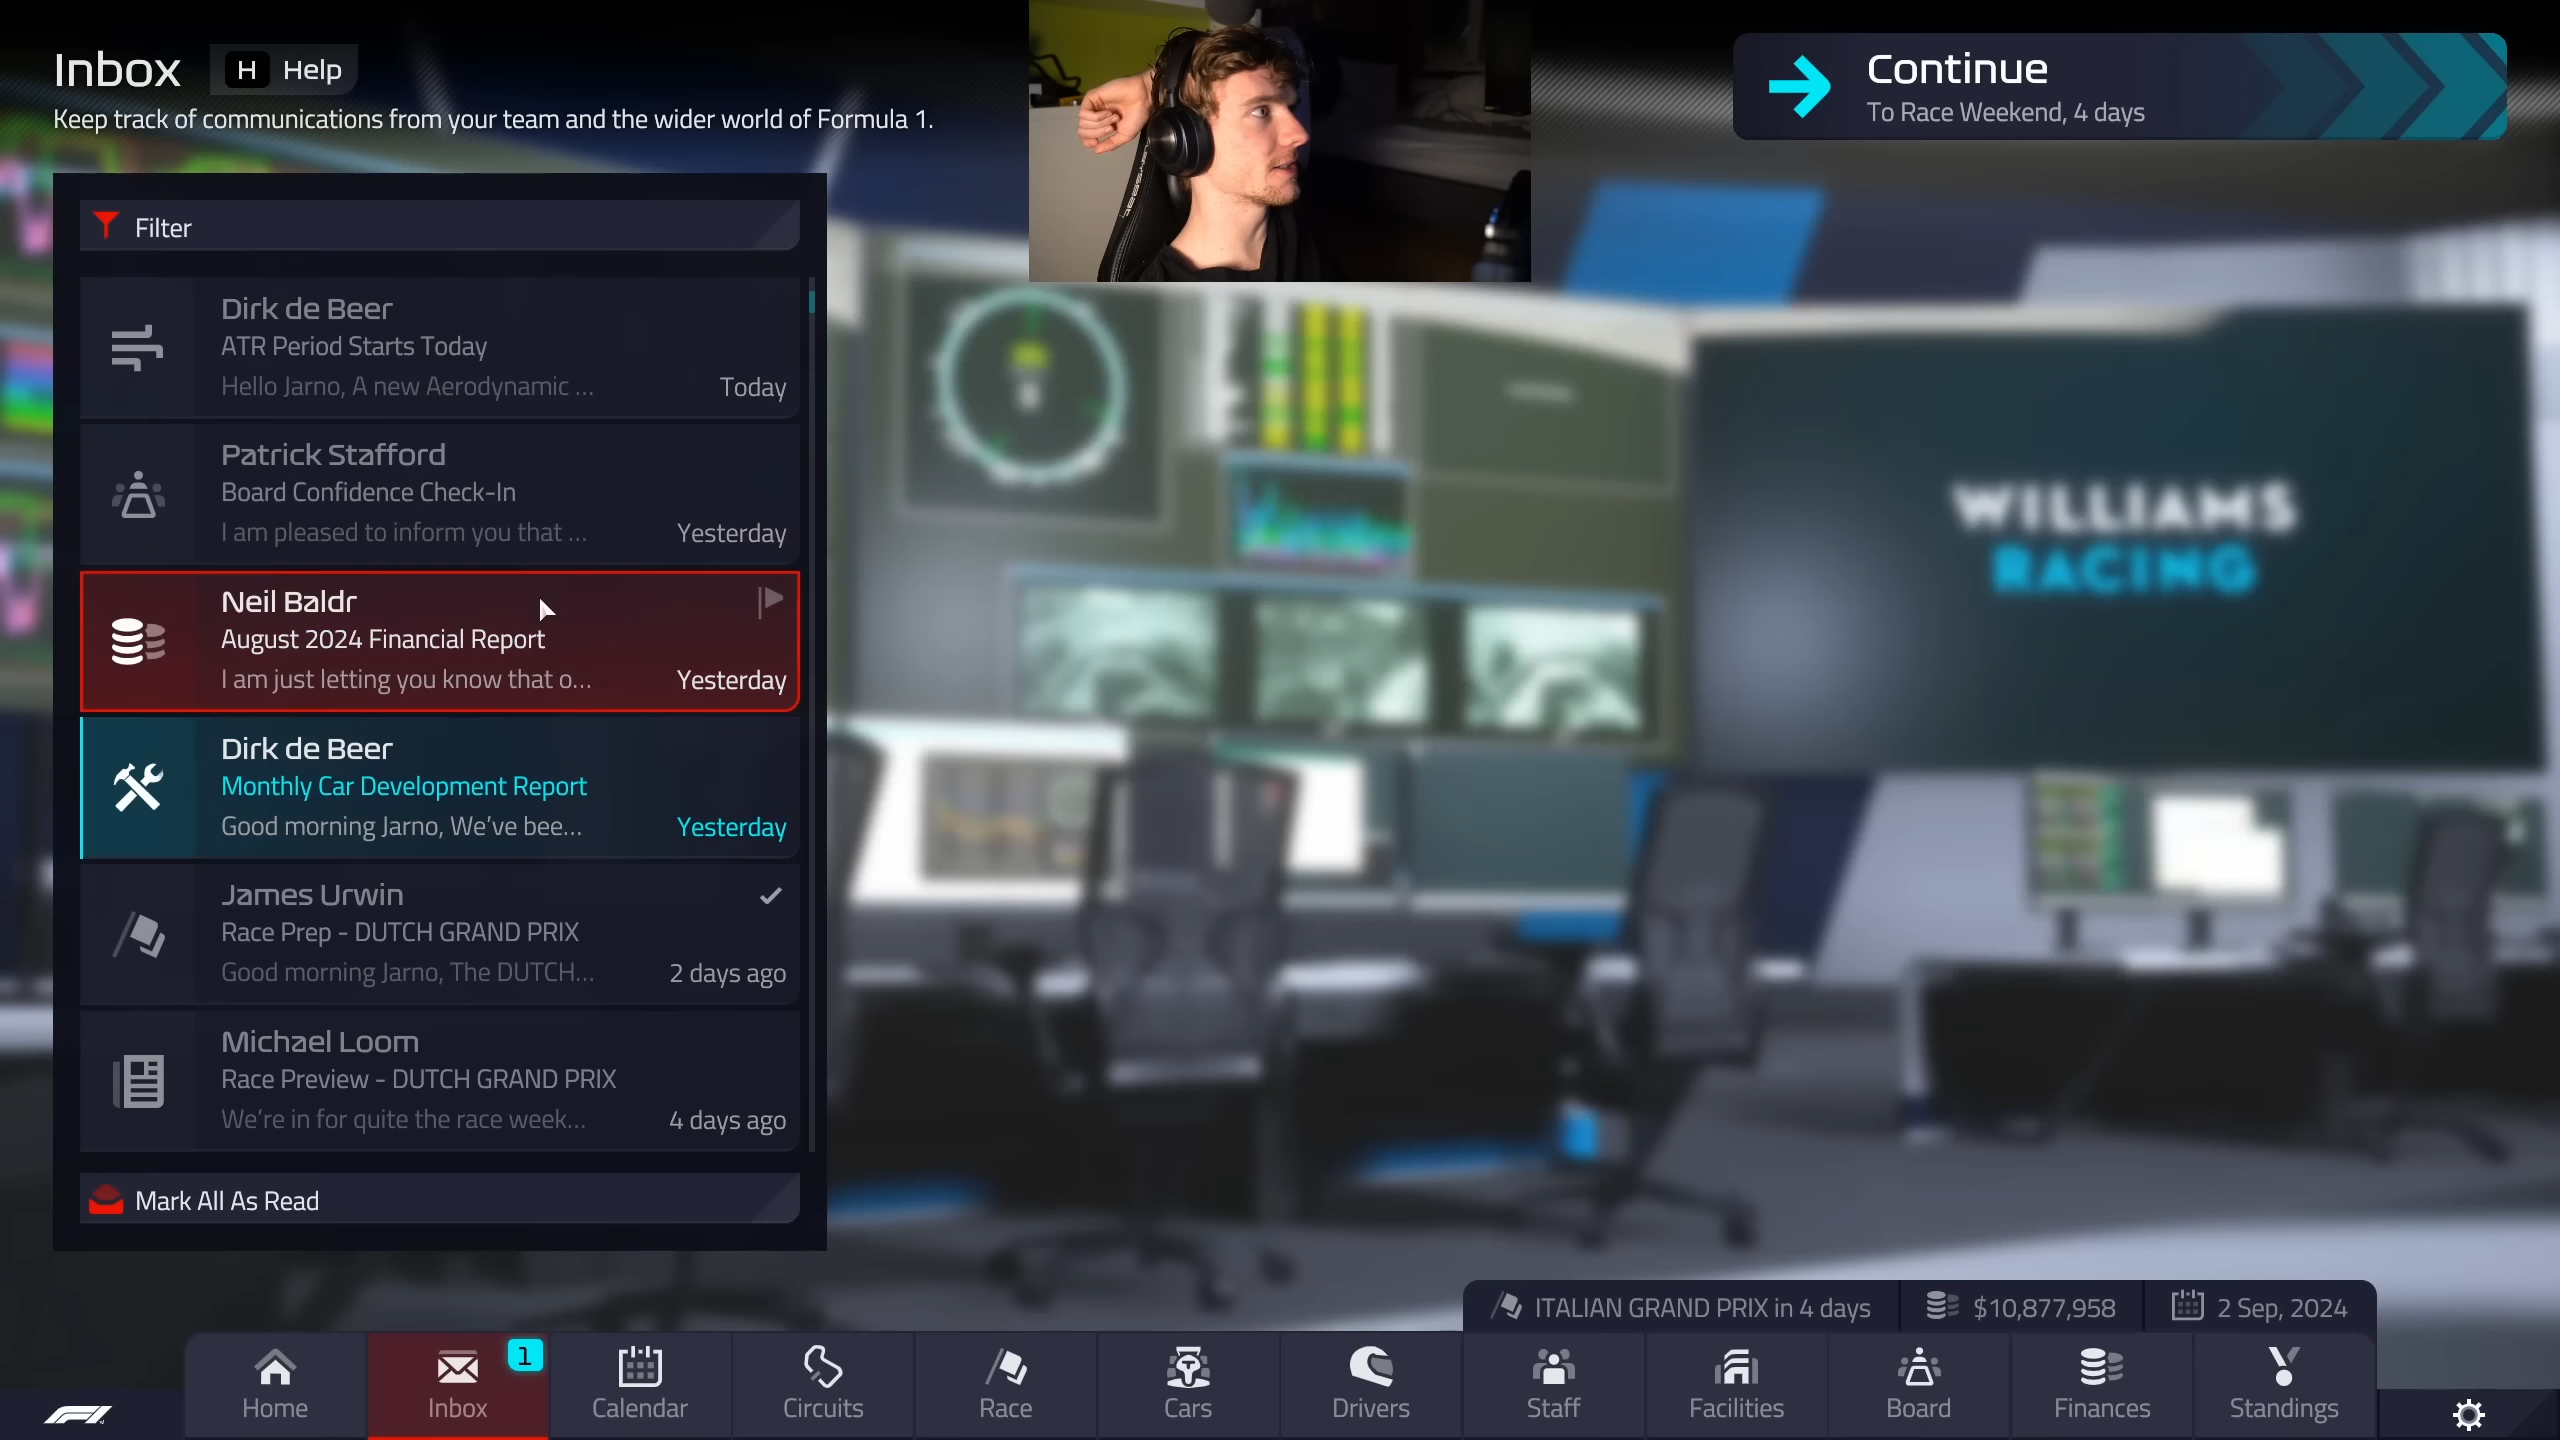 Inbox
H Help
Keep track of communications from your team and the wider world of Formula 1.
Continue
To Race Weekend, 4 days
Filter
Dirk de Beer
ATR Period Starts Today
Hello Jarno, A new Aerodynamic ...
Today
Patrick Stafford
Board Confidence Check-In
I am pleased to inform you that ...
Yesterday
Neil Baldr
August 2024 Financial Report
I am just letting you know that o...
Yesterday
Dirk de Beer
Monthly Car Development Report
Good morning Jarno, We've bee...
Yesterday
James Urwin
Race Prep - DUTCH GRAND PRIX
Good morning Jarno, The DUTCH...
2 days ago
Michael Loom
Race Preview - DUTCH GRAND PRIX
We're in for quite the race week...
4 days ago
Mark All As Read
WILLIAMS
RACING
ITALIAN GRAND PRIX in 4 days
$10,877,958
2 Sep, 2024
Home
Inbox
1
Calendar
Circuits
Race
Cars
Drivers
Staff
Facilities
Board
Finances
Standings